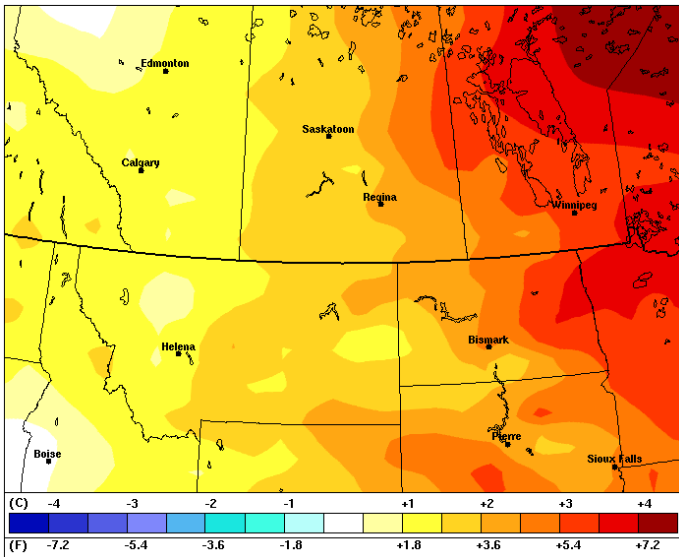 Edmonton
Saskatoon
Calgary
Regina
Winnipeg
Helena
Bismark
Boise
Pierre
Sioux Falls
(C) -4 -3 -2 -1 +1 +2 +3 +4
(F) -7.2 -5.4 -3.6 -1.8 +1.8 +3.6 +5.4 +7.2